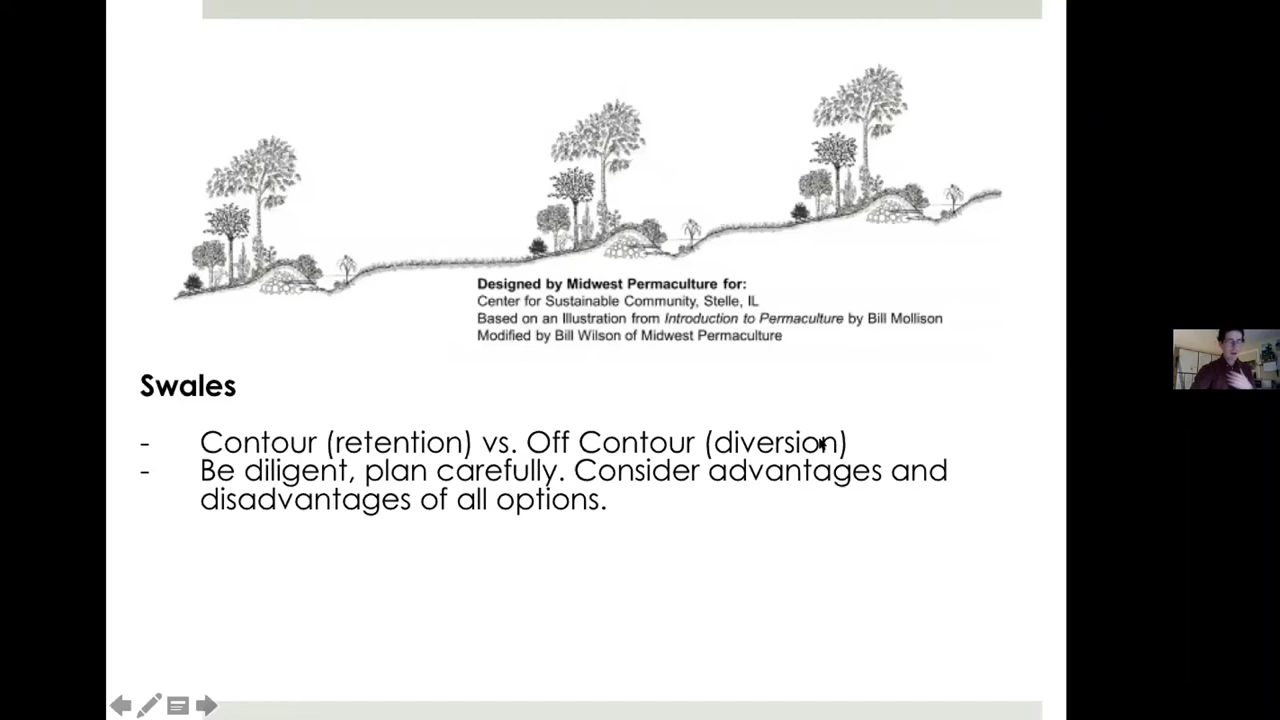 Designed by Midwest Permaculture for:
Center for Sustainable Community, Stelle, IL
Based on an Illustration from Introduction to Permaculture by Bill Mollison
Modified by Bill Wilson of Midwest Permaculture
Swales
- Contour (retention) vs. Off Contour (diversion)
- Be diligent, plan carefully. Consider advantages and
disadvantages of all options.